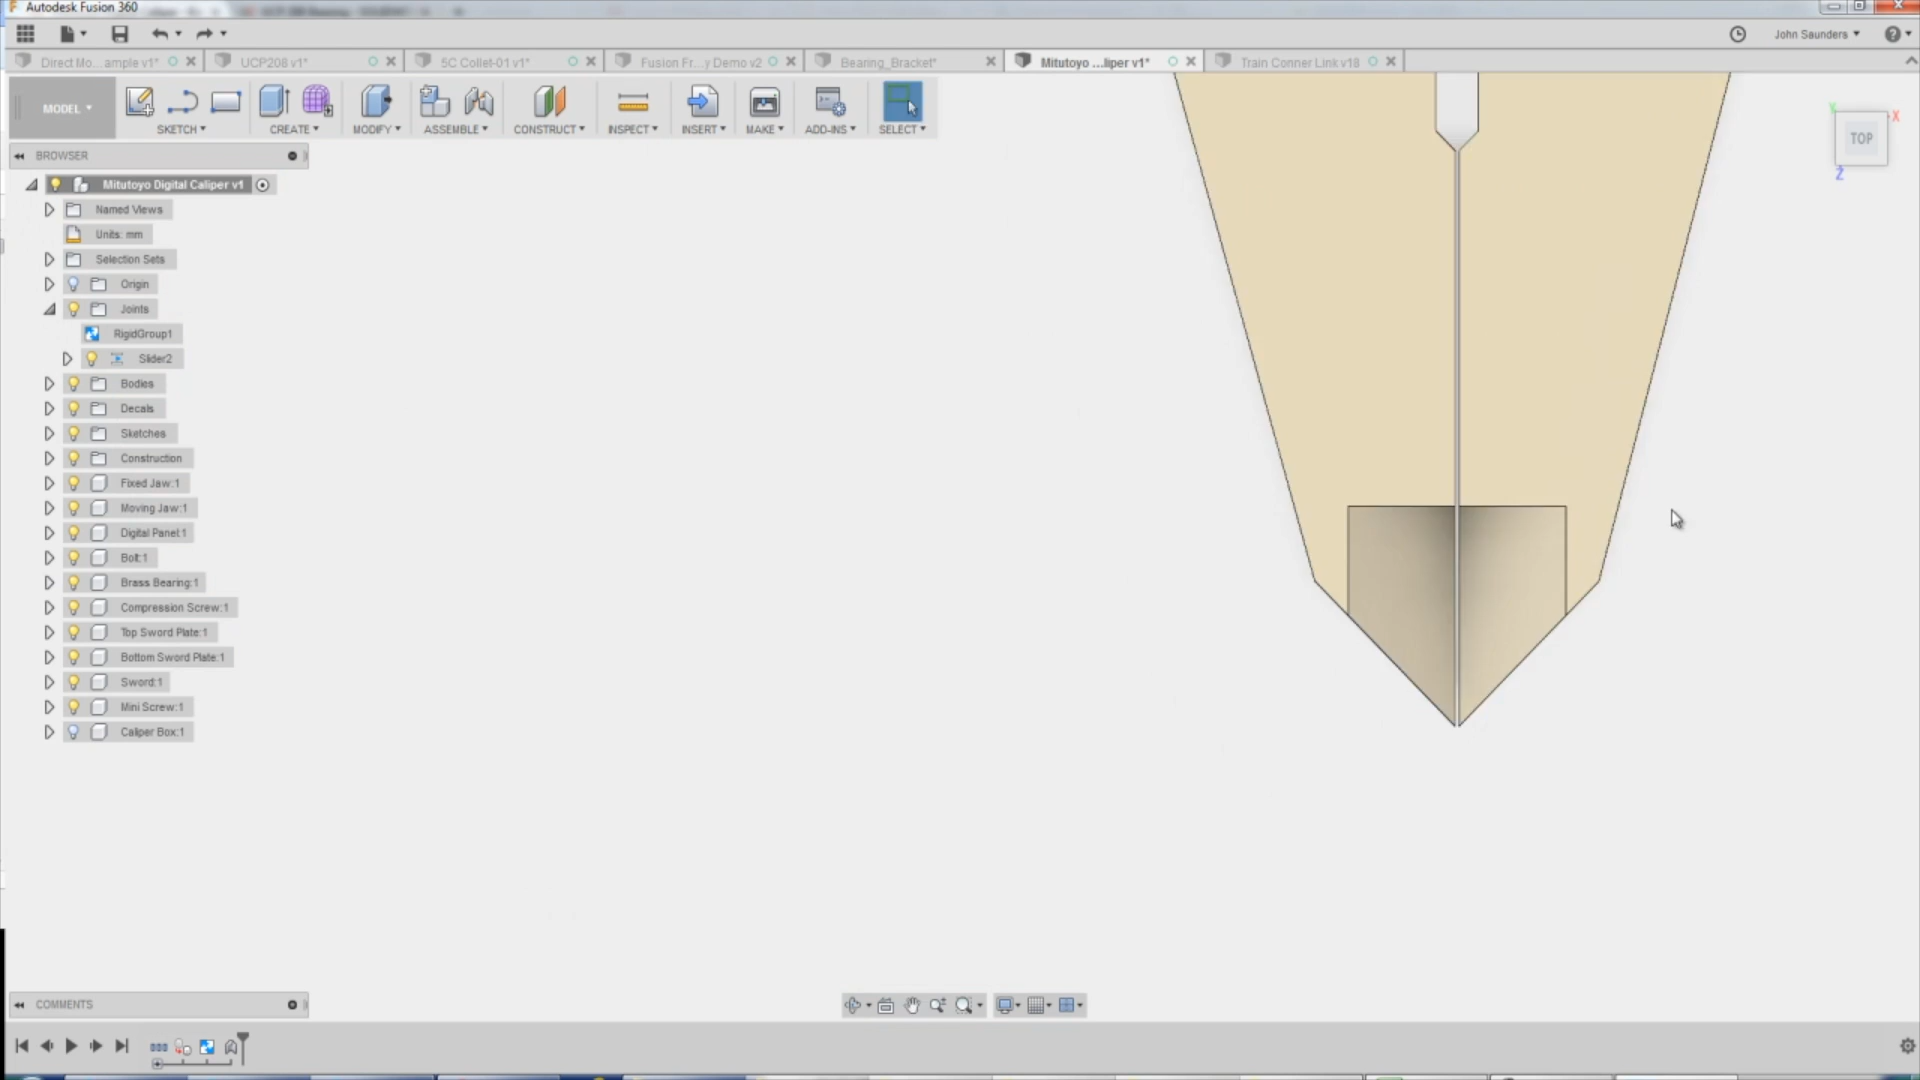 Autodesk Fusion 360
John Saunders
Direct Mo...ample v1*
UCP208 v1*
5C Collet-01 v1*
Fusion Fr...y Demo v2
Bearing_Bracket*
Mitutoyo ...liper v1*
Train Conner Link v18
MODEL
SKETCH
CREATE
MODIFY
ASSEMBLE
CONSTRUCT
INSPECT
INSERT
MAKE
ADD-INS
SELECT
Y
X
TOP
Z
BROWSER
Mitutoyo Digital Caliper v1
Named Views
Units: mm
Selection Sets
Origin
Joints
RigidGroup1
Slider2
Bodies
Decals
Sketches
Construction
Fixed Jaw:1
Moving Jaw:1
Digital Panel:1
Bolt:1
Brass Bearing:1
Compression Screw:1
Top Sword Plate:1
Bottom Sword Plate:1
Sword:1
Mini Screw:1
Caliper Box:1
COMMENTS